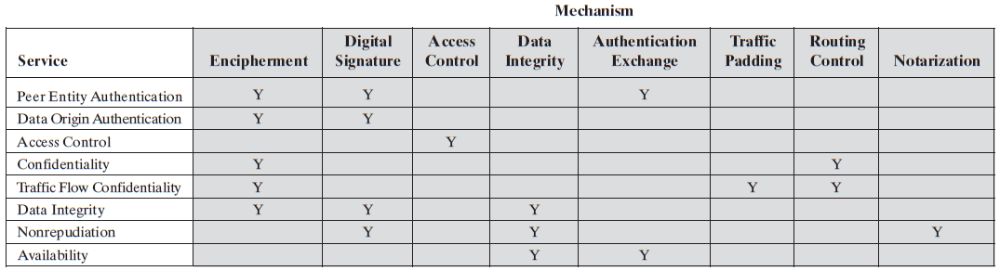 Mechanism
Service Encipherment Digital Signature Access Control Data Integrity Authentication Exchange Traffic Padding Routing Control Notarization
Peer Entity Authentication Y Y Y
Data Origin Authentication Y Y
Access Control Y
Confidentiality Y Y
Traffic Flow Confidentiality Y Y Y
Data Integrity Y Y Y
Nonrepudiation Y Y Y
Availability Y Y